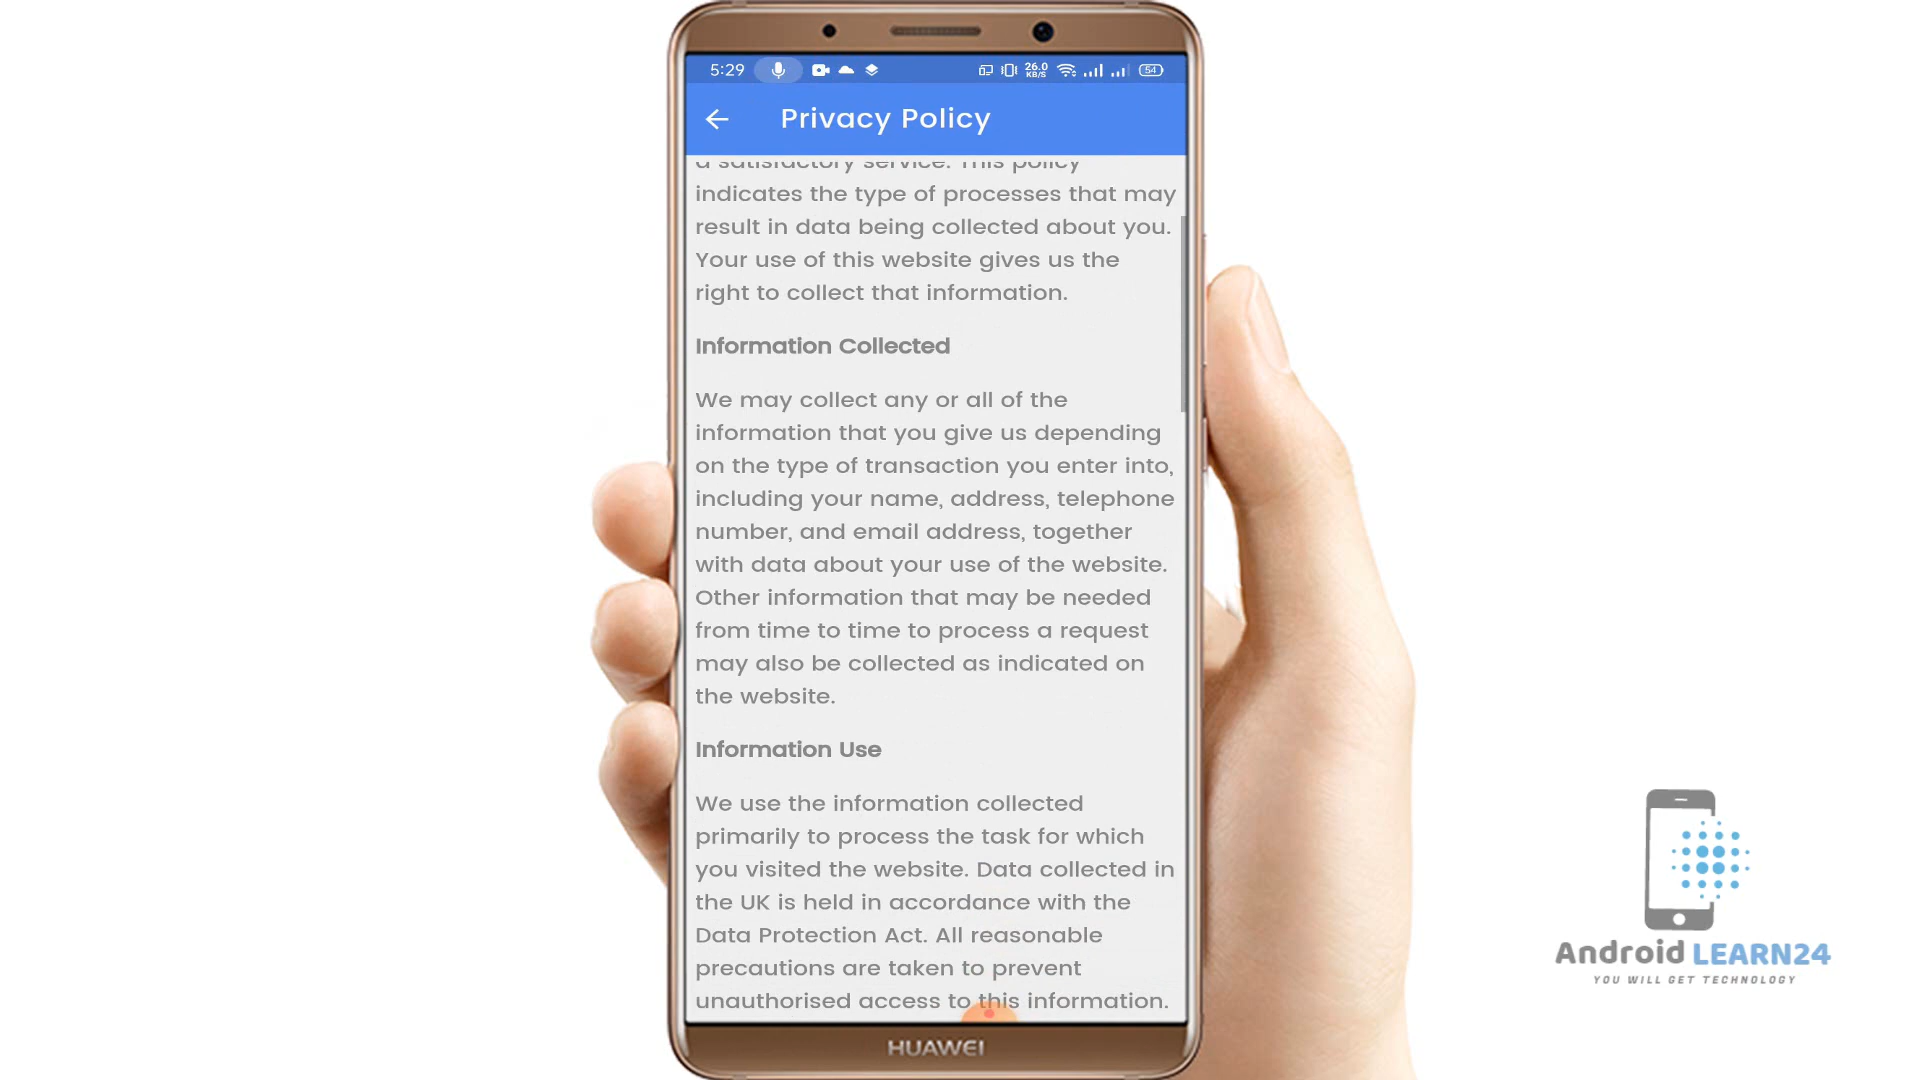 5:29
26.0
KB/S
54
Privacy Policy
a satisfactory service. This policy
indicates the type of processes that may
result in data being collected about you.
Your use of this website gives us the
right to collect that information.
Information Collected
We may collect any or all of the
information that you give us depending
on the type of transaction you enter into,
including your name, address, telephone
number, and email address, together
with data about your use of the website.
Other information that may be needed
from time to time to process a request
may also be collected as indicated on
the website.
Information Use
We use the information collected
primarily to process the task for which
you visited the website. Data collected in
the UK is held in accordance with the
Data Protection Act. All reasonable
precautions are taken to prevent
unauthorised access to this information.
HUAWEI
Android LEARN24
YOU WILL GET TECHNOLOGY